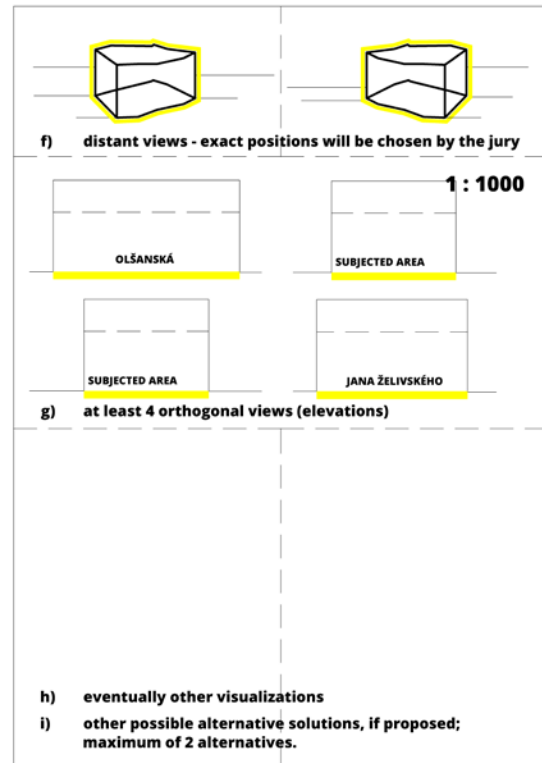 f) distant views - exact positions will be chosen by the jury
1 : 1000
OLŠANSKÁ
SUBJECTED AREA
SUBJECTED AREA
JANA ŽELIVSKÉHO
g) at least 4 orthogonal views (elevations)
h) eventually other visualizations
i) other possible alternative solutions, if proposed;
maximum of 2 alternatives.